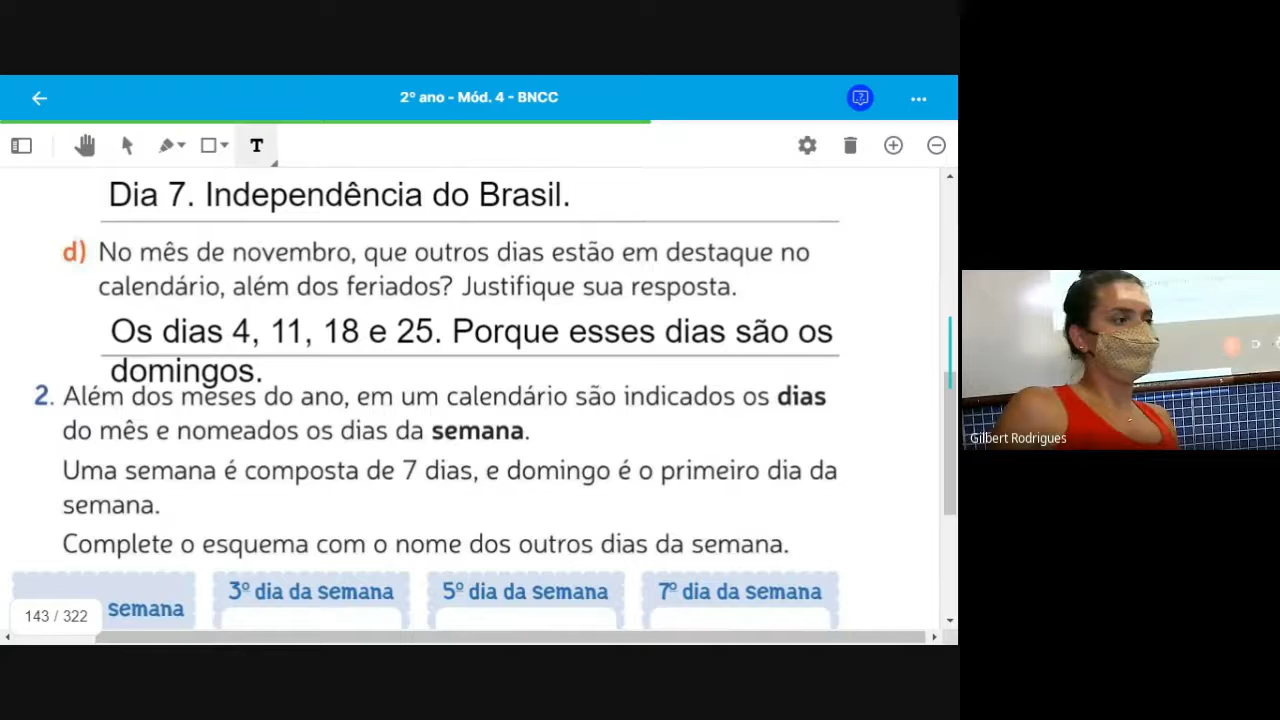 2º ano - Mód. 4 - BNCC
T
Dia 7. Independência do Brasil.
d) No mês de novembro, que outros dias estão em destaque no
calendário, além dos feriados? Justifique sua resposta.
Os dias 4, 11, 18 e 25. Porque esses dias são os
domingos.
2. Além dos meses do ano, em um calendário são indicados os dias
do mês e nomeados os dias da semana.
Uma semana é composta de 7 dias, e domingo é o primeiro dia da
semana.
Complete o esquema com o nome dos outros dias da semana.
semana
3º dia da semana
5º dia da semana
7º dia da semana
143 / 322
Gilbert Rodrigues